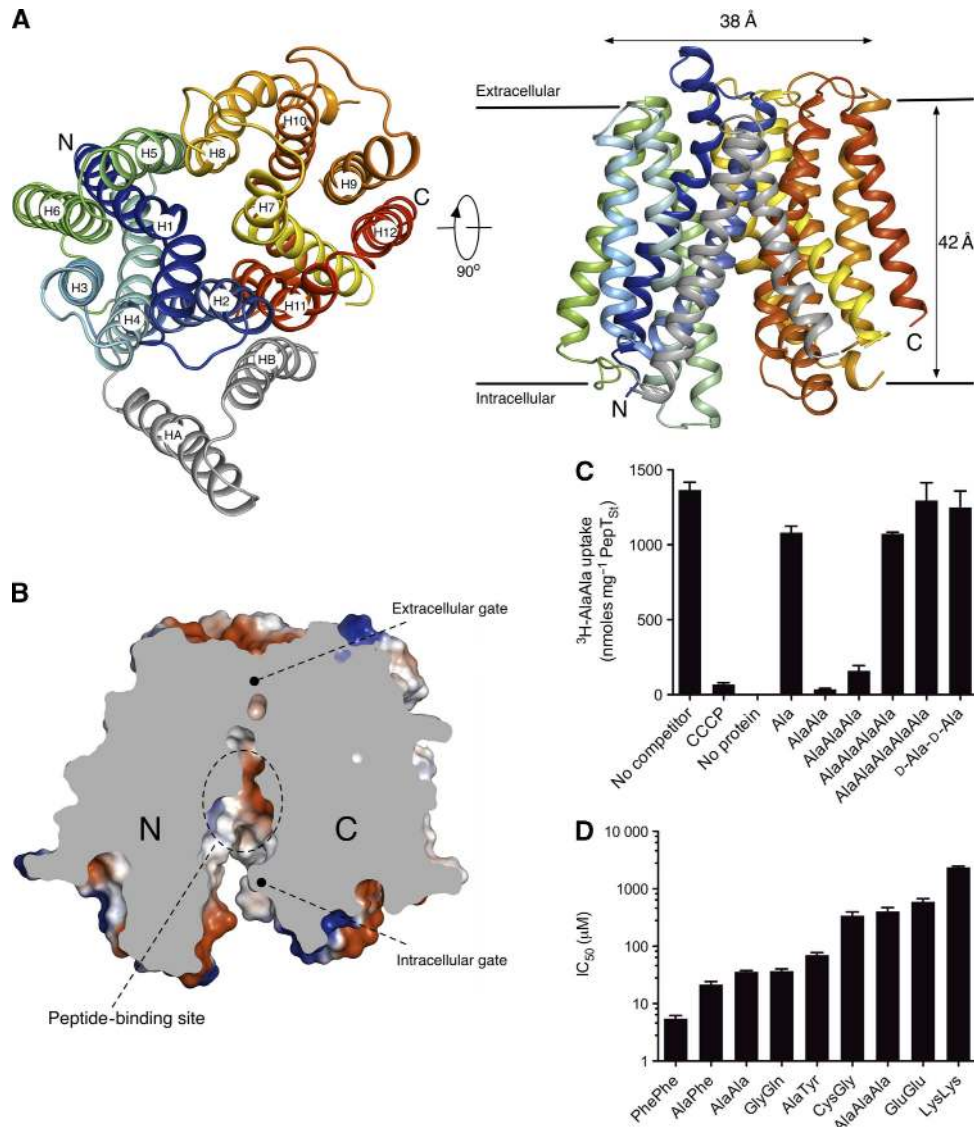 A
N
H5
H8
H10
H9
H6
H1
H7
C
H12
H3
H4
H2
H11
HB
HA
90°
38 Å
Extracellular
42 Å
Intracellular
N
C
B
Extracellular gate
N
C
Intracellular gate
Peptide-binding site
C
³H-AlaAla uptake
(nmoles mg⁻¹ PepT_St)
1500
1000
500
0
No competitor
CCCP
No protein
Ala
AlaAla
AlaAlaAla
AlaAlaAlaAla
AlaAlaAlaAlaAla
D-Ala-D-Ala
D
IC₅₀ (µM)
10 000
1000
100
10
1
PhePhe
AlaPhe
AlaAla
GlyGln
AlaTyr
CysGly
AlaAlaAla
GluGlu
LysLys